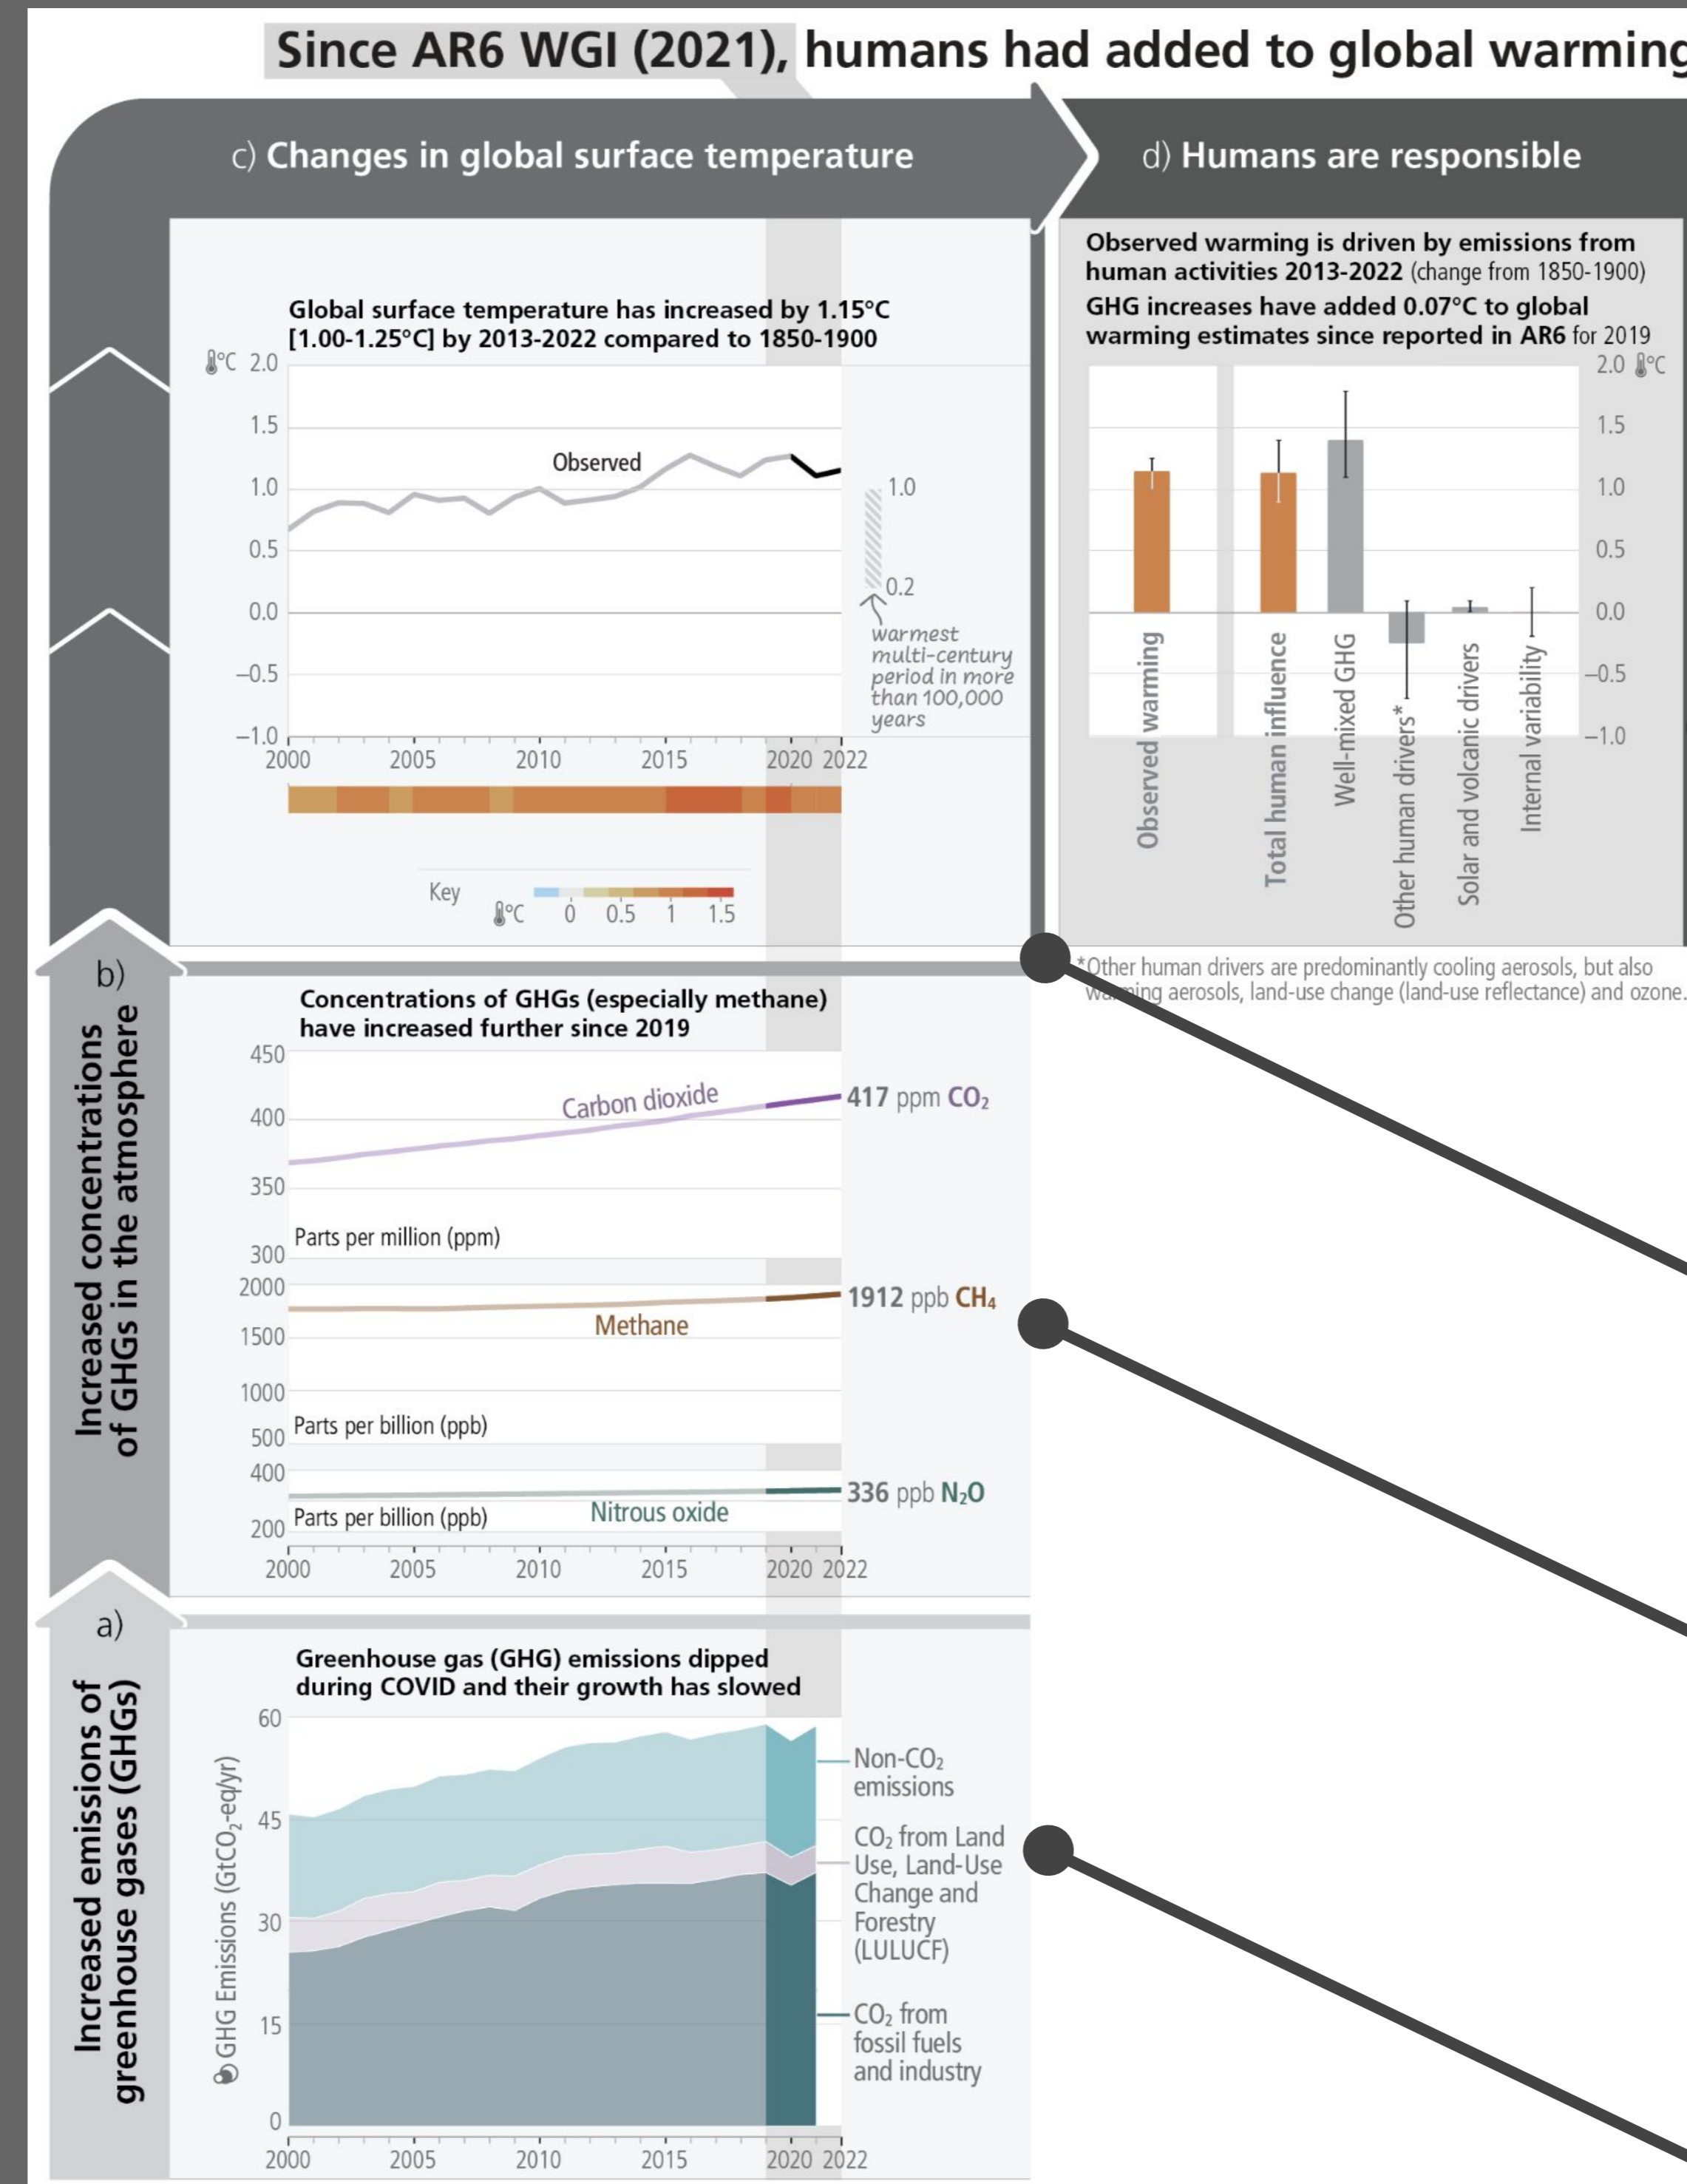 Since AR6 WGI (2021), humans had added to global warming
c) Changes in global surface temperature
d) Humans are responsible
Global surface temperature has increased by 1.15°C
[1.00-1.25°C] by 2013-2022 compared to 1850-1900
°C 2.0
1.5
1.0
0.5
0.0
–0.5
–1.0
Observed
1.0
0.2
warmest
multi-century
period in more
than 100,000
years
2000 2005 2010 2015 2020 2022
Key
°C 0 0.5 1 1.5
Observed warming is driven by emissions from
human activities 2013-2022 (change from 1850-1900)
GHG increases have added 0.07°C to global
warming estimates since reported in AR6 for 2019
2.0 °C
1.5
1.0
0.5
0.0
–0.5
–1.0
Observed warming
Total human influence
Well-mixed GHG
Other human drivers*
Solar and volcanic drivers
Internal variability
*Other human drivers are predominantly cooling aerosols, but also
warming aerosols, land-use change (land-use reflectance) and ozone.
b)
Increased concentrations
of GHGs in the atmosphere
Concentrations of GHGs (especially methane)
have increased further since 2019
450
400
350
300
Carbon dioxide
417 ppm CO₂
Parts per million (ppm)
2000
1500
1000
500
Methane
1912 ppb CH₄
Parts per billion (ppb)
400
200
336 ppb N₂O
Parts per billion (ppb)
Nitrous oxide
2000 2005 2010 2015 2020 2022
a)
Increased emissions of
greenhouse gases (GHGs)
Greenhouse gas (GHG) emissions dipped
during COVID and their growth has slowed
GHG Emissions (GtCO₂-eq/yr)
60
45
30
15
0
Non-CO₂
emissions
CO₂ from Land
Use, Land-Use
Change and
Forestry
(LULUCF)
CO₂ from
fossil fuels
and industry
2000 2005 2010 2015 2020 2022